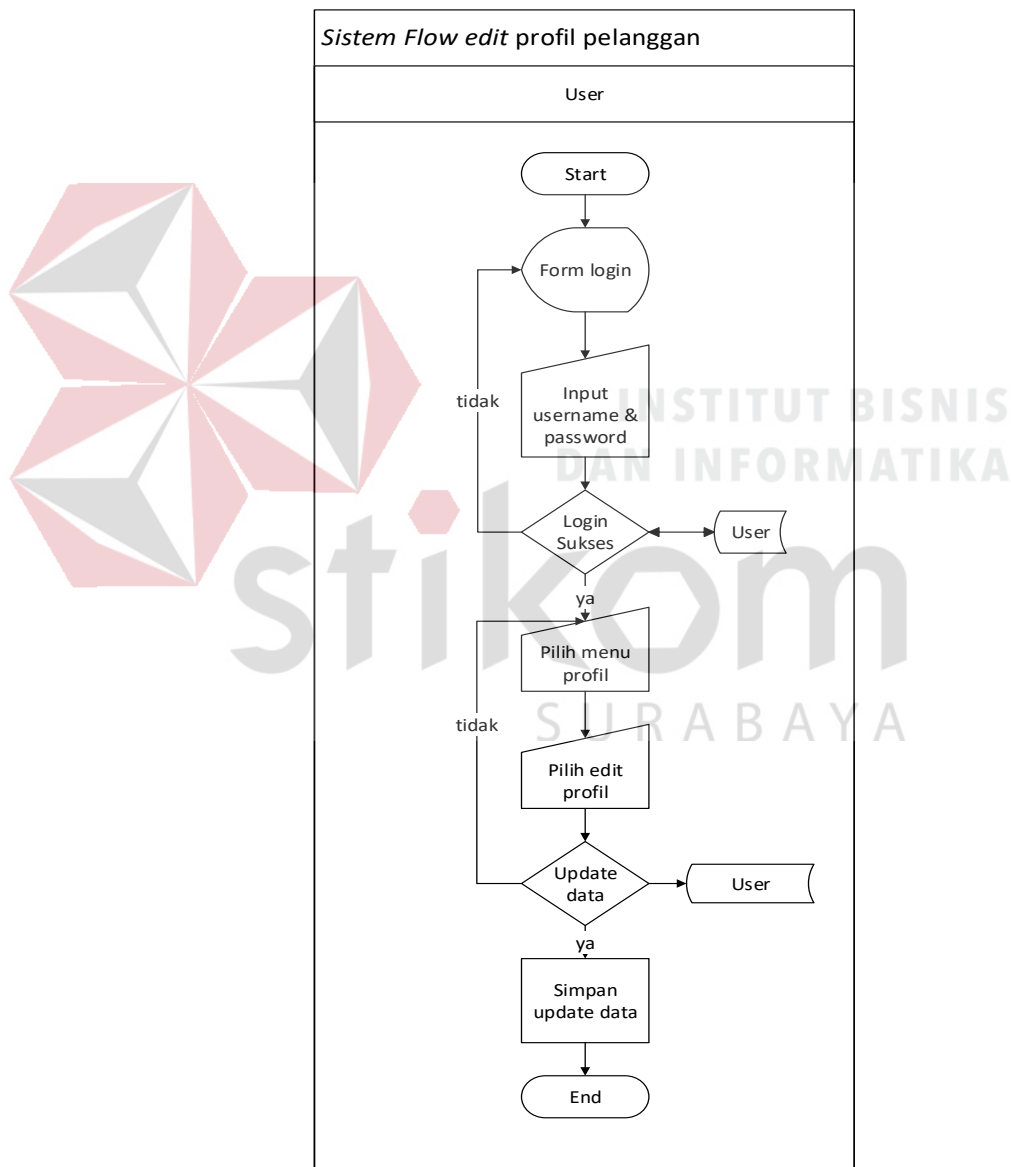 Sistem Flow edit profil pelanggan
User
Start
Form login
tidak
Input
username &
password
INSTITUT BISNIS
DAN INFORMATIKA
Login
Sukses
User
stikom
ya
Pilih menu
profil
tidak
SURABAYA
Pilih edit
profil
Update
data
User
ya
Simpan
update data
End